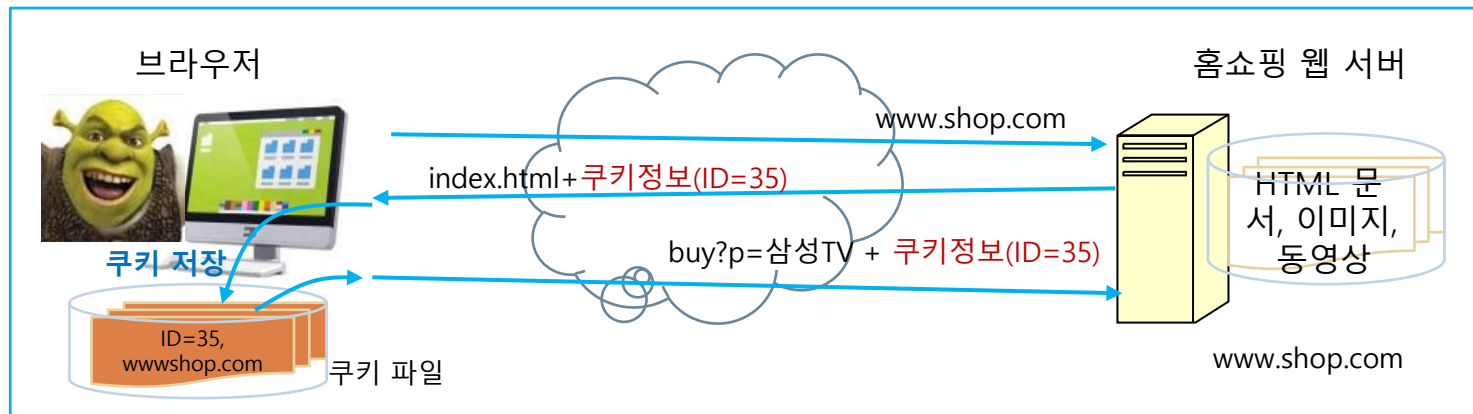 브라우저
홈쇼핑 웹 서버
www.shop.com
index.html+쿠키정보(ID=35)
HTML 문
서, 이미지,
동영상
buy?p=삼성TV + 쿠키정보(ID=35)
쿠키 저장
ID=35,
wwwshop.com
쿠키 파일
www.shop.com